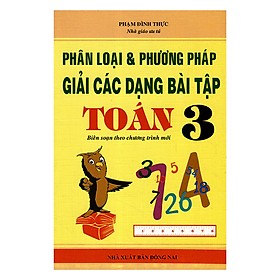 PHẠM ĐÌNH THỰC
Nhà giáo ưu tú
PHÂN LOẠI & PHƯƠNG PHÁP
GIẢI CÁC DẠNG BÀI TẬP
TOÁN 3
Biên soạn theo chương trình mới
NHÀ XUẤT BẢN ĐỒNG NAI